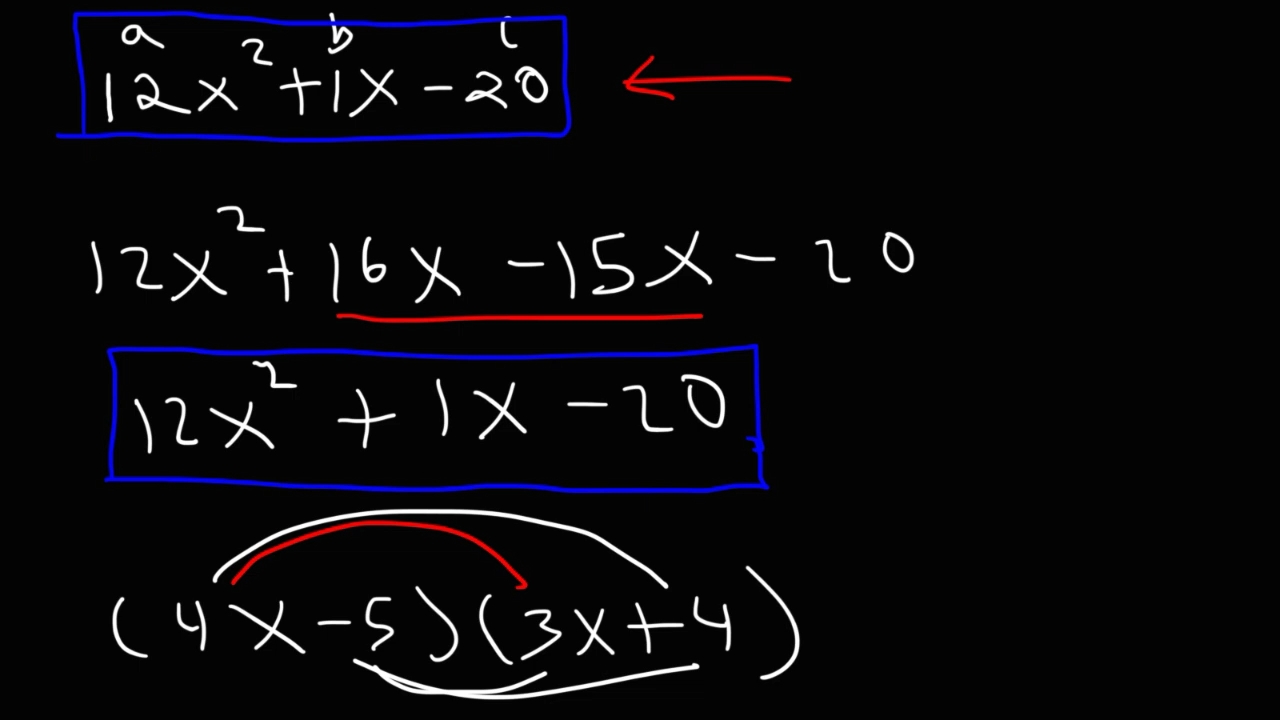 a b c
12x² +1x -20
12x² + 16x -15x - 20
12x² + 1x -20
(4x -5)(3x+4)